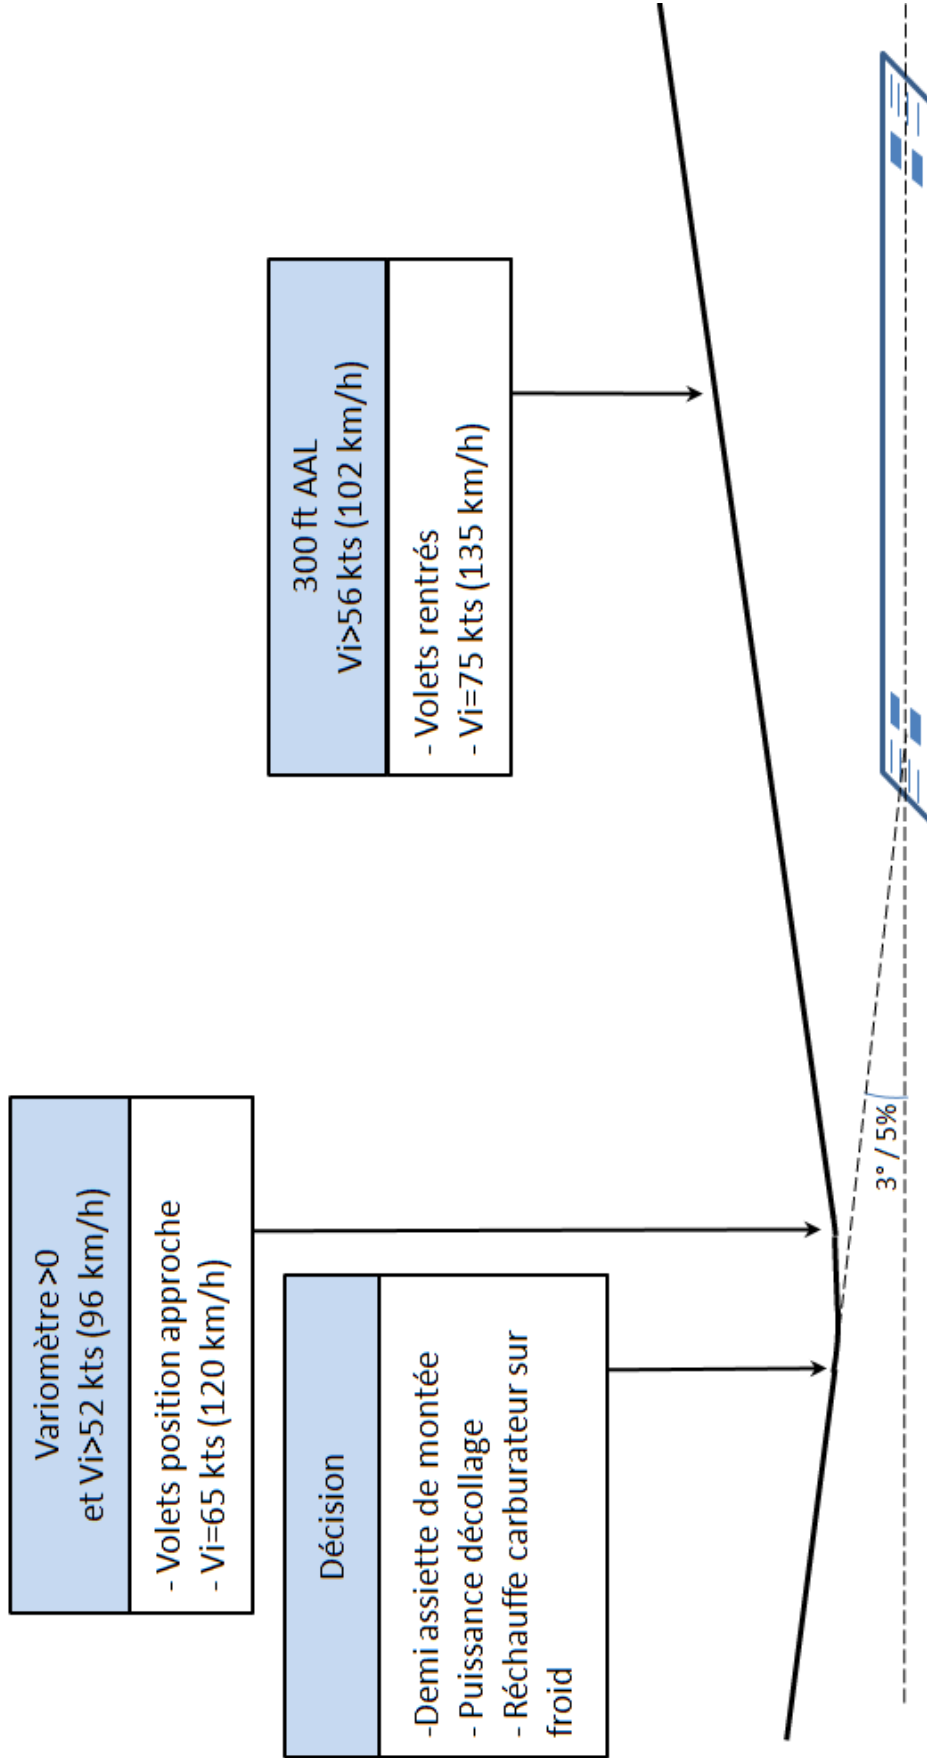 Variomètre >0
et Vi>52 kts (96 km/h)
- Volets position approche
- Vi=65 kts (120 km/h)
Décision
-Demi assiette de montée
- Puissance décollage
- Réchauffe carburateur sur
froid
300 ft AAL
Vi>56 kts (102 km/h)
- Volets rentrés
- Vi=75 kts (135 km/h)
3° / 5%